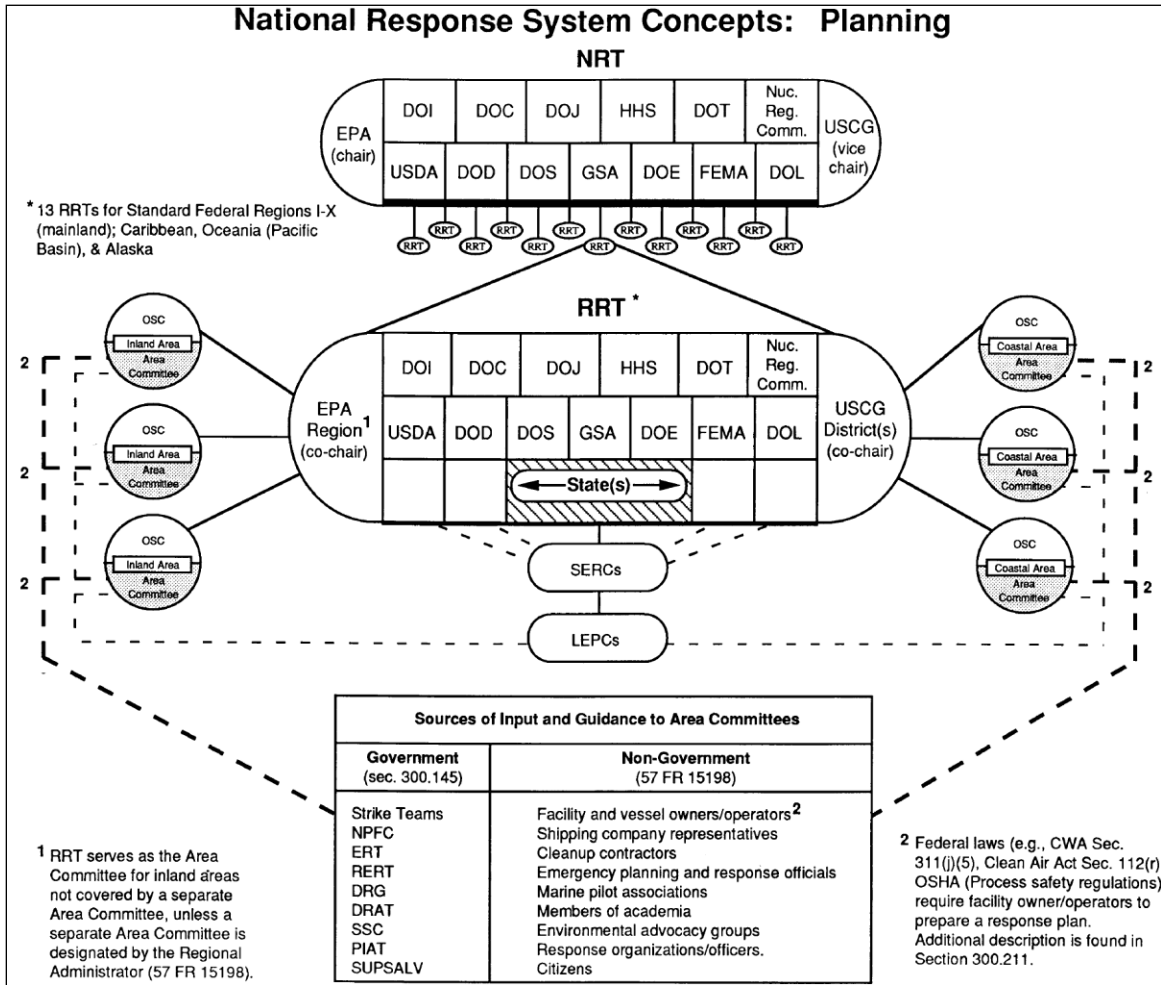 National Response System Concepts: Planning
NRT
EPA
(chair)
DOI
DOC
DOJ
HHS
DOT
Nuc.
Reg.
Comm.
USDA
DOD
DOS
GSA
DOE
FEMA
DOL
USCG
(vice
chair)
* 13 RRTs for Standard Federal Regions I-X
(mainland); Caribbean, Oceania (Pacific
Basin), & Alaska
RRT
RRT
RRT
RRT
RRT
RRT
RRT
RRT
RRT
RRT
RRT
RRT
RRT
RRT *
EPA
Region1
(co-chair)
DOI
DOC
DOJ
HHS
DOT
Nuc.
Reg.
Comm.
USDA
DOD
DOS
GSA
DOE
FEMA
DOL
State(s)
USCG
District(s)
(co-chair)
OSC
Inland Area
Area
Committee
2
OSC
Inland Area
Area
Committee
2
OSC
Inland Area
Area
Committee
2
OSC
Coastal Area
Area
Committee
2
OSC
Coastal Area
Area
Committee
2
OSC
Coastal Area
Area
Committee
2
SERCs
LEPCs
Sources of Input and Guidance to Area Committees
Government
(sec. 300.145)
Non-Government
(57 FR 15198)
Strike Teams
NPFC
ERT
RERT
DRG
DRAT
SSC
PIAT
SUPSALV
Facility and vessel owners/operators2
Shipping company representatives
Cleanup contractors
Emergency planning and response officials
Marine pilot associations
Members of academia
Environmental advocacy groups
Response organizations/officers.
Citizens
1 RRT serves as the Area
Committee for inland areas
not covered by a separate
Area Committee, unless a
separate Area Committee is
designated by the Regional
Administrator (57 FR 15198).
2 Federal laws (e.g., CWA Sec.
311(j)(5), Clean Air Act Sec. 112(r)
OSHA (Process safety regulations)
require facility owner/operators to
prepare a response plan.
Additional description is found in
Section 300.211.